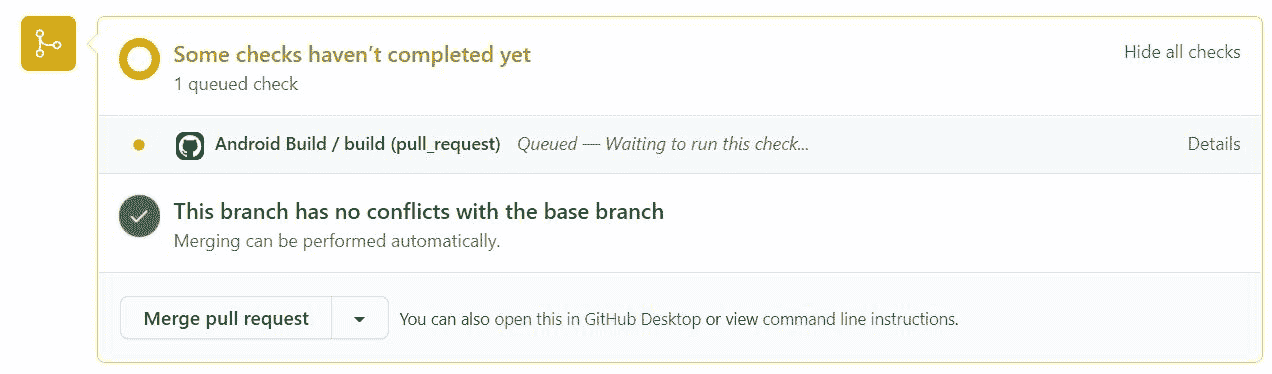 Some checks haven’t completed yet
Hide all checks
1 queued check
Android Build / build (pull_request) Queued — Waiting to run this check...
Details
This branch has no conflicts with the base branch
Merging can be performed automatically.
Merge pull request
You can also open this in GitHub Desktop or view command line instructions.